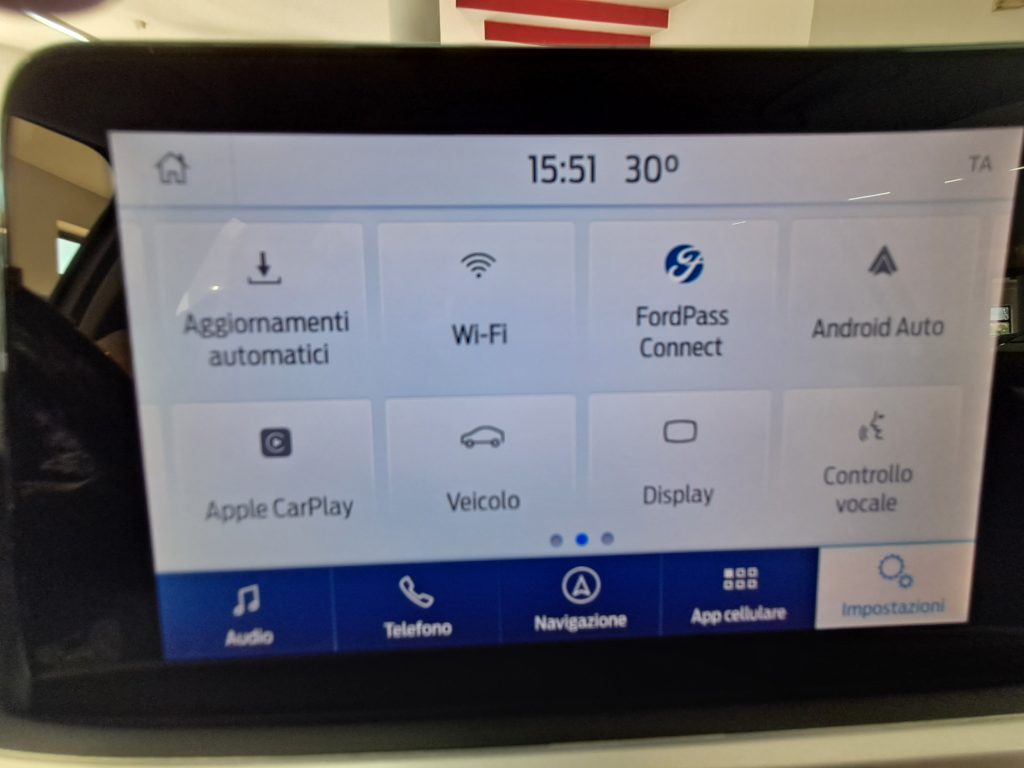 15:51 30º TA
Aggiornamenti
automatici
Wi-Fi
FordPass
Connect
Android Auto
Apple CarPlay
Veicolo
Display
Controllo
vocale
Audio
Telefono
Navigazione
App cellulare
Impostazioni